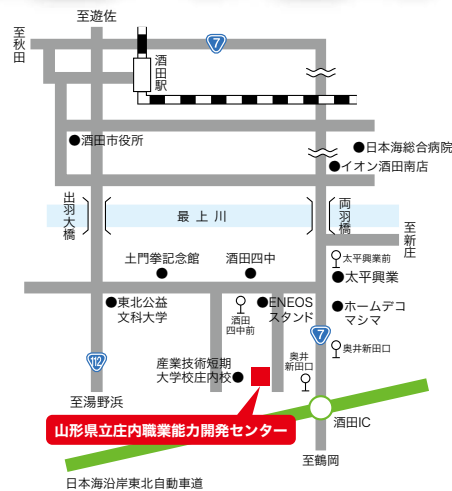 至遊佐
至秋田
7
酒田駅
酒田市役所
日本海総合病院
イオン酒田南店
出羽大橋
最上川
両羽橋
至新庄
土門拳記念館
酒田四中
太平興業前
太平興業
東北公益
文科大学
酒田
四中前
ENEOS
スタンド
ホームデコ
マシマ
7
112
産業技術短期
大学校庄内校
奥井
新田口
奥井新田口
至湯野浜
山形県立庄内職業能力開発センター
酒田IC
至鶴岡
日本海沿岸東北自動車道